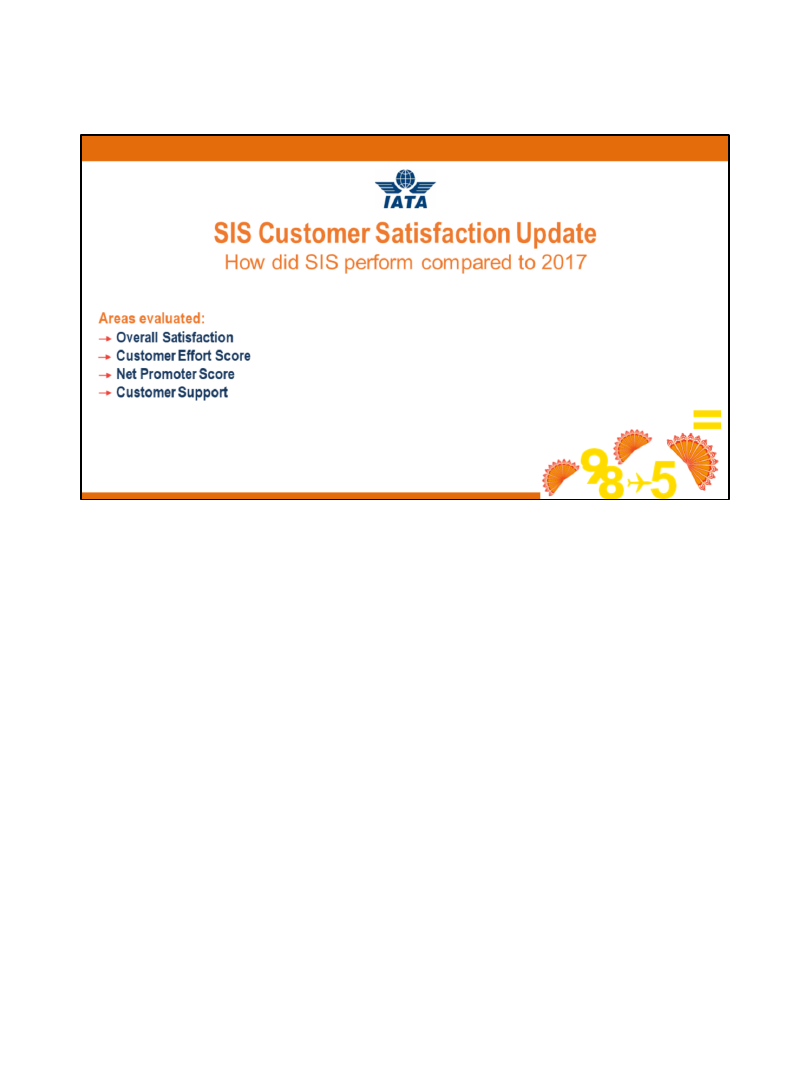 IATA
SIS Customer Satisfaction Update
How did SIS perform compared to 2017
Areas evaluated:
→ Overall Satisfaction
→ Customer Effort Score
→ Net Promoter Score
→ Customer Support
=
98 5